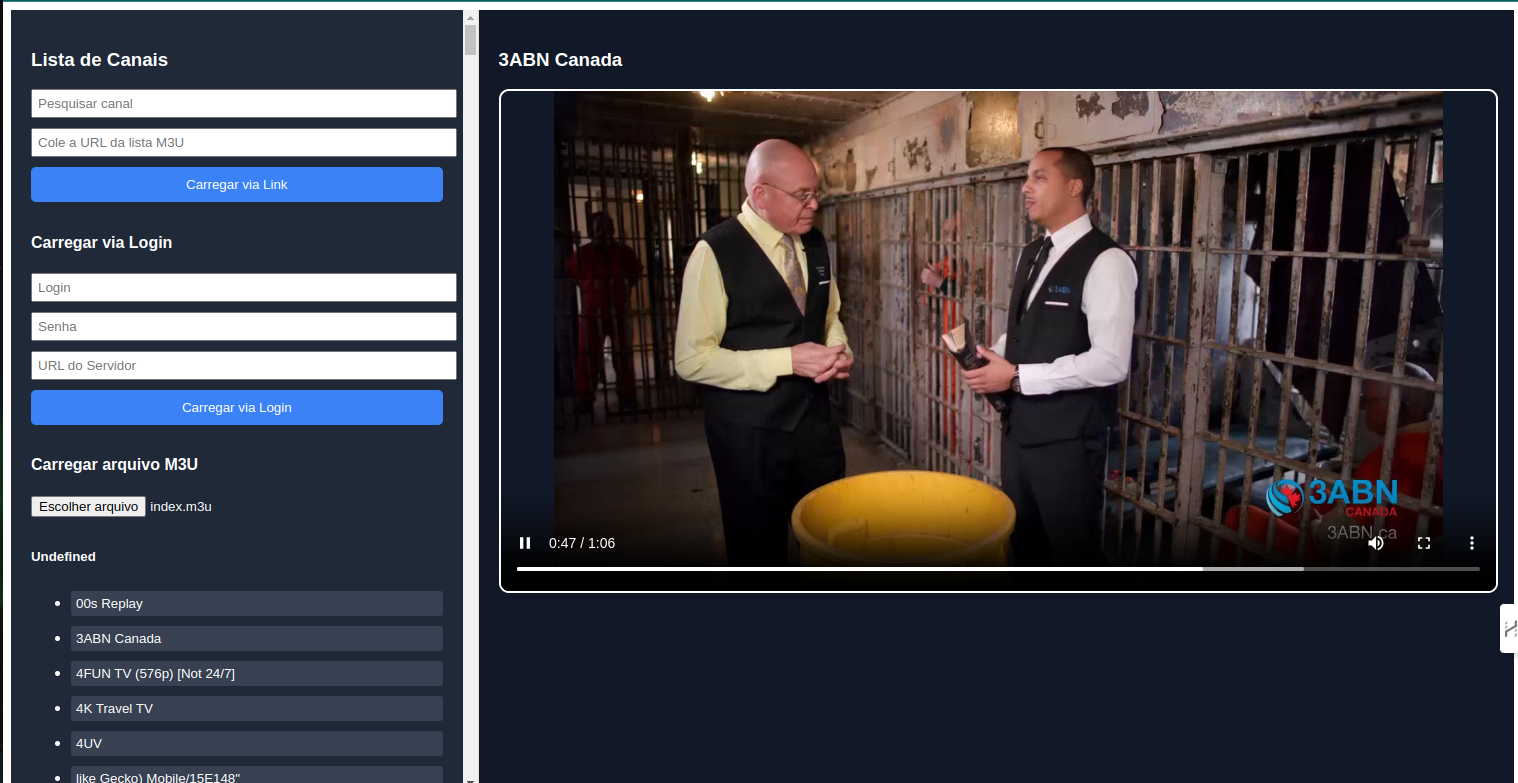 Lista de Canais
Pesquisar canal
Cole a URL da lista M3U
Carregar via Link
Carregar via Login
Login
Senha
URL do Servidor
Carregar via Login
Carregar arquivo M3U
Escolher arquivo index.m3u
Undefined
00s Replay
3ABN Canada
4FUN TV (576p) [Not 24/7]
4K Travel TV
4UV
like Gecko) Mobile/15E148"
3ABN Canada
3ABN
3ABN
CANADA
3ABN.ca
0:47 / 1:06